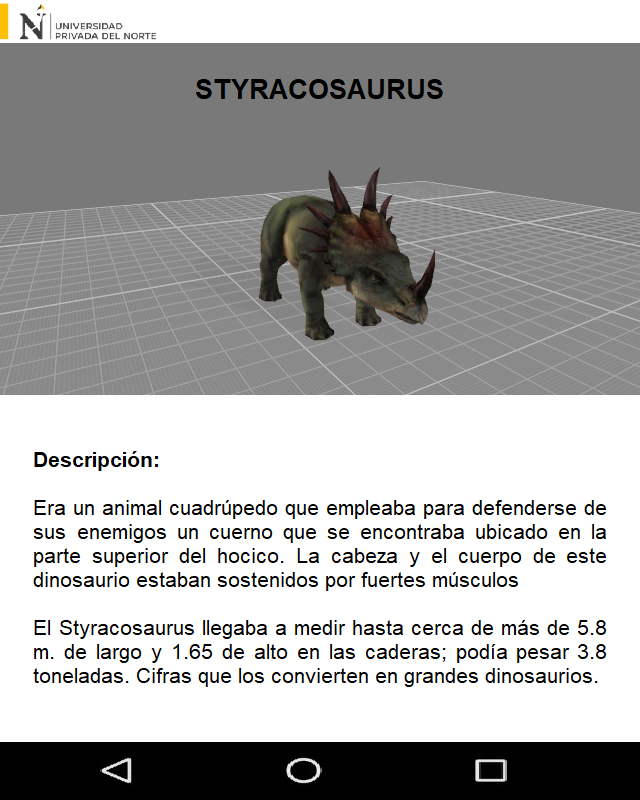 UNIVERSIDAD
PRIVADA DEL NORTE
STYRACOSAURUS
Descripción:
Era un animal cuadrúpedo que empleaba para defenderse de
sus enemigos un cuerno que se encontraba ubicado en la
parte superior del hocico. La cabeza y el cuerpo de este
dinosaurio estaban sostenidos por fuertes músculos
El Styracosaurus llegaba a medir hasta cerca de más de 5.8
m. de largo y 1.65 de alto en las caderas; podía pesar 3.8
toneladas. Cifras que los convierten en grandes dinosaurios.